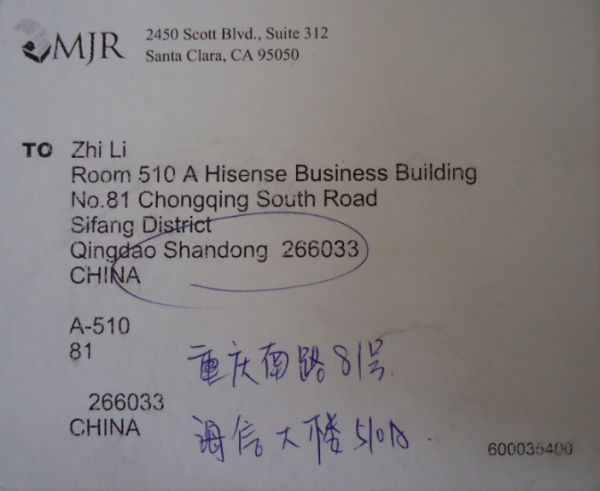 MJR
2450 Scott Blvd., Suite 312
Santa Clara, CA 95050
TO Zhi Li
Room 510 A Hisense Business Building
No.81 Chongqing South Road
Sifang District
Qingdao Shandong 266033
CHINA
A-510
81
重庆南路81号
266033
CHINA
海信大楼510A
600035400